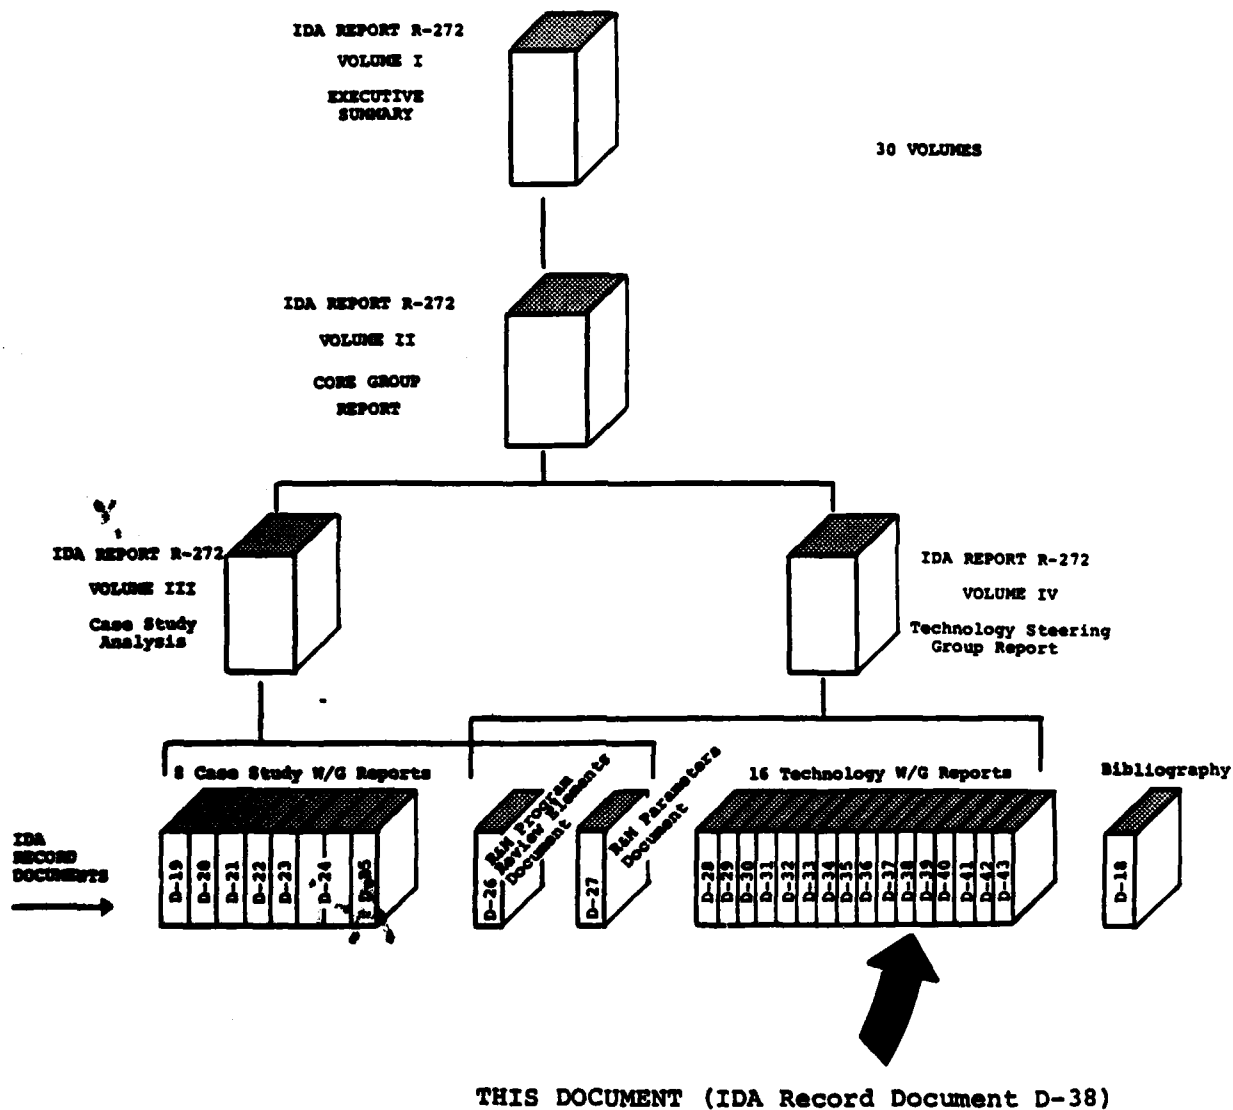 IDA REPORT R-272
VOLUME I
EXECUTIVE
SUMMARY
30 VOLUMES
IDA REPORT R-272
VOLUME II
CORE GROUP
REPORT
IDA REPORT R-272
VOLUME III
Case Study
Analysis
IDA REPORT R-272
VOLUME IV
Technology Steering
Group Report
8 Case Study W/G Reports
16 Technology W/G Reports
Bibliography
IDA
RECORD
DOCUMENTS
D-19
D-20
D-21
D-22
D-23
D-24
D-25
D-26
R&M Program
Review Elements
Document
D-27
R&M Parameters
Document
D-28
D-29
D-30
D-31
D-32
D-33
D-34
D-35
D-36
D-37
D-38
D-39
D-40
D-41
D-42
D-43
D-18
THIS DOCUMENT (IDA Record Document D-38)